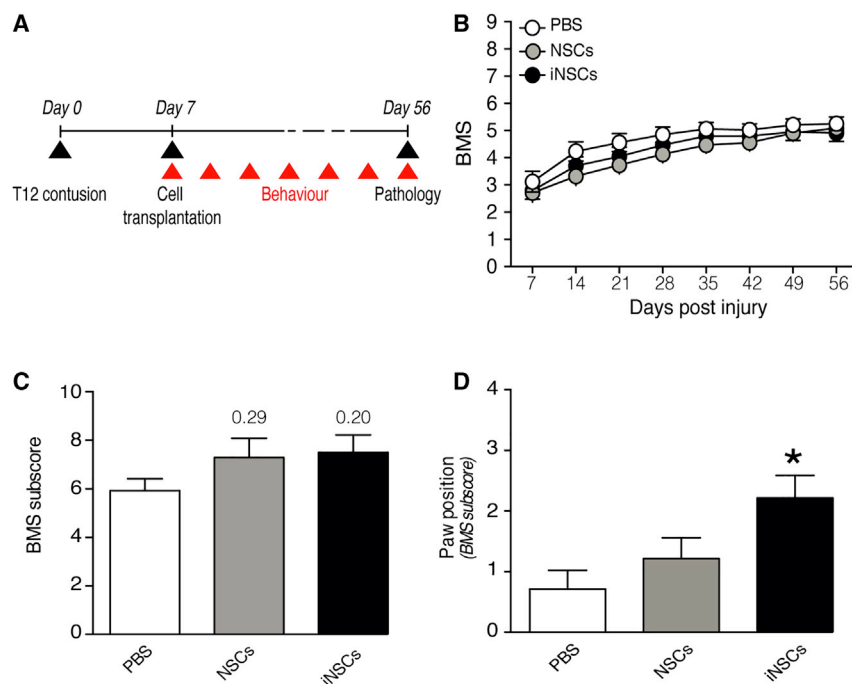 A
Day 0 Day 7 Day 56
T12 contusion Cell Behaviour Pathology
transplantation
B
PBS
NSCs
iNSCs
BMS
9
8
7
6
5
4
3
2
1
0
7 14 21 28 35 42 49 56
Days post injury
C
BMS subscore
10
8
6
4
2
0
0.29 0.20
PBS NSCs iNSCs
D
Paw position
(BMS subscore)
4
3
2
1
0
*
PBS NSCs iNSCs